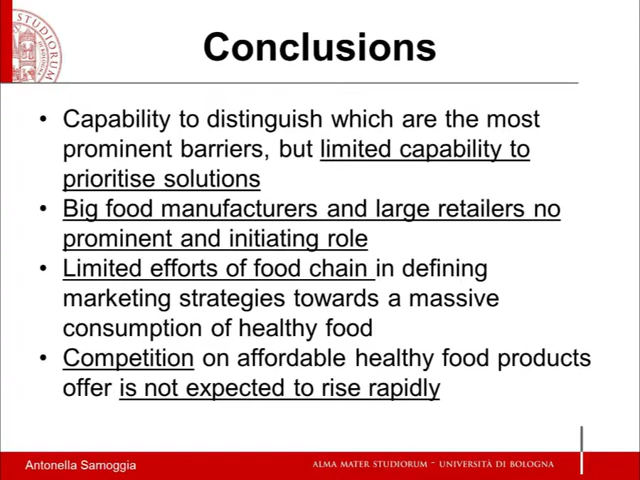 Conclusions
• Capability to distinguish which are the most
prominent barriers, but limited capability to
prioritise solutions
• Big food manufacturers and large retailers no
prominent and initiating role
• Limited efforts of food chain in defining
marketing strategies towards a massive
consumption of healthy food
• Competition on affordable healthy food products
offer is not expected to rise rapidly
Antonella Samoggia
ALMA MATER STUDIORUM - UNIVERSITÀ DI BOLOGNA